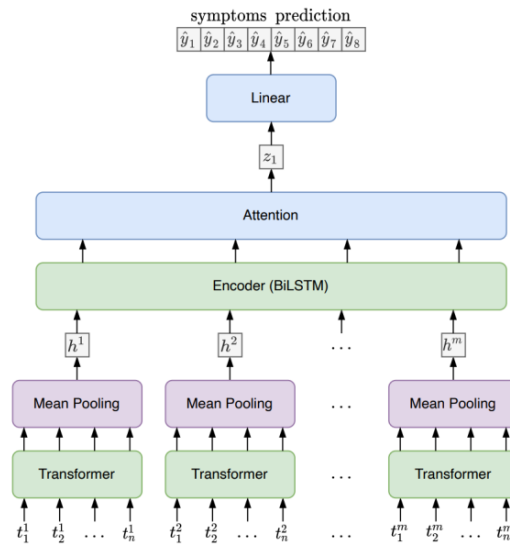 symptoms prediction
ŷ₁ ŷ₂ ŷ₃ ŷ₄ ŷ₅ ŷ₆ ŷ₇ ŷ₈
Linear
z₁
Attention
Encoder (BiLSTM)
h¹ h² ... hᵐ
Mean Pooling Mean Pooling ... Mean Pooling
Transformer Transformer ... Transformer
t₁¹ t₂¹ ... tₙ¹ t₁² t₂² ... tₙ² ... t₁ᵐ t₂ᵐ ... tₙᵐ